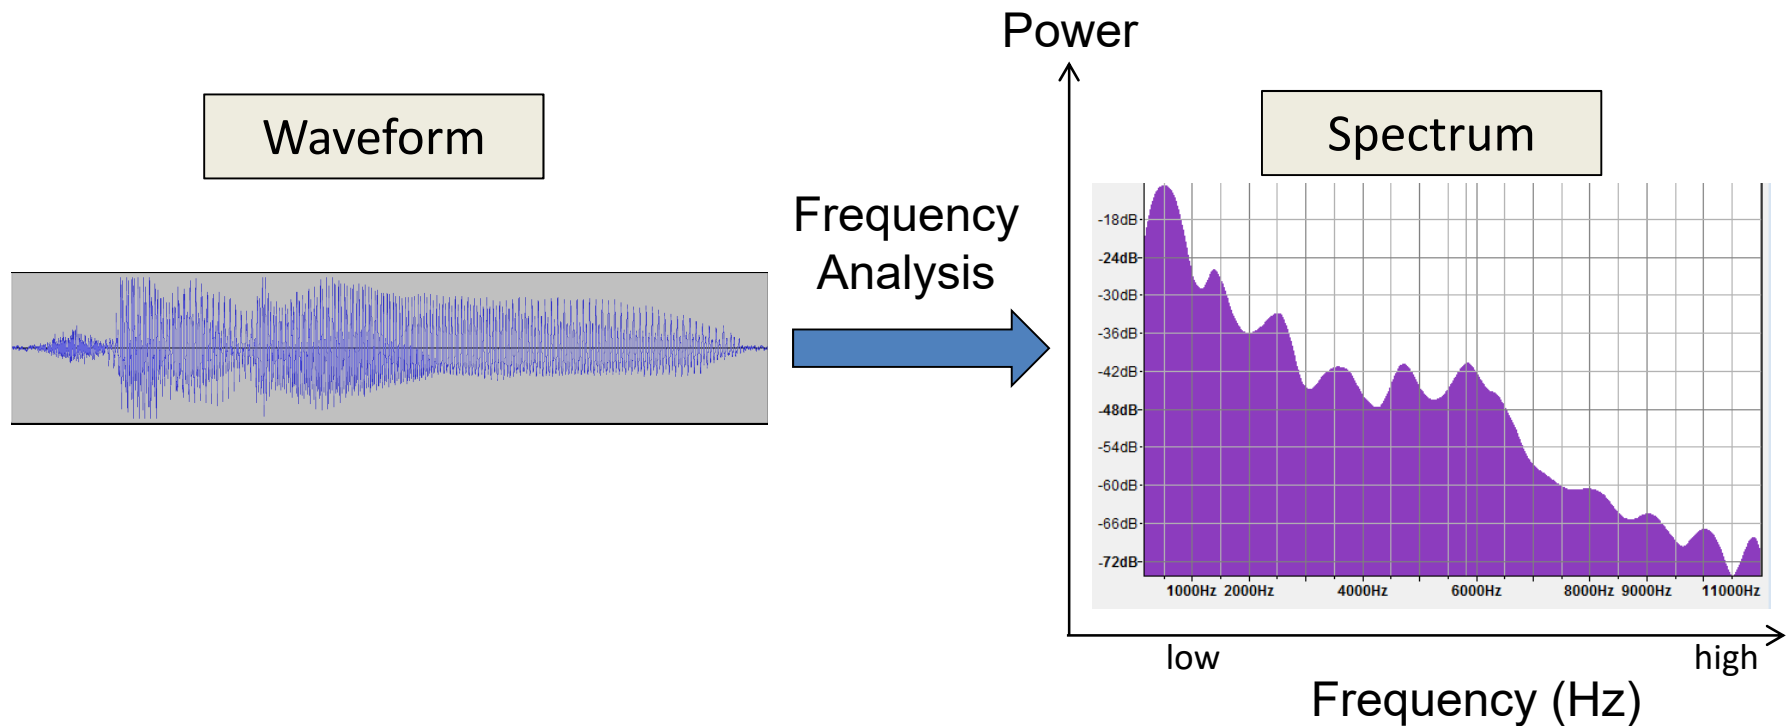 Power
Waveform
Spectrum
Frequency
Analysis
-18dB
-24dB
-30dB
-36dB
-42dB
-48dB
-54dB
-60dB
-66dB
-72dB
1000Hz 2000Hz 4000Hz 6000Hz 8000Hz 9000Hz 11000Hz
low high
Frequency (Hz)